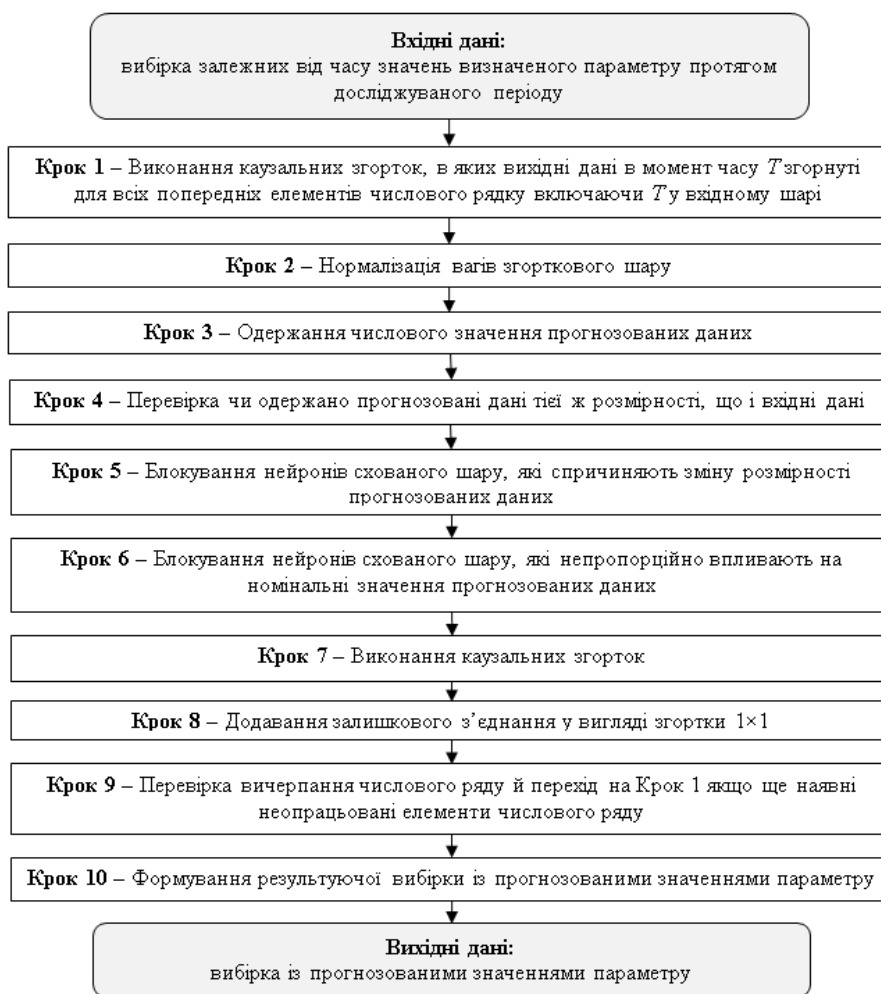 Вхідні дані:
вибірка залежних від часу значень визначеного параметру протягом
досліджуваного періоду
Крок 1 – Виконання каузальних згорток, в яких вихідні дані в момент часу T згорнуті
для всіх попередніх елементів числового рядку включаючи T у вхідному шарі
Крок 2 – Нормалізація вагів згорткового шару
Крок 3 – Одержання числового значення прогнозованих даних
Крок 4 – Перевірка чи одержано прогнозовані дані тієї ж розмірності, що і вхідні дані
Крок 5 – Блокування нейронів схованого шару, які спричиняють зміну розмірності
прогнозованих даних
Крок 6 – Блокування нейронів схованого шару, які непропорційно впливають на
номінальні значення прогнозованих даних
Крок 7 – Виконання каузальних згорток
Крок 8 – Додавання залишкового з’єднання у вигляді згортки 1×1
Крок 9 – Перевірка вичерпання числового ряду й перехід на Крок 1 якщо ще наявні
неопрацьовані елементи числового ряду
Крок 10 – Формування результуючої вибірки із прогнозованими значеннями параметру
Вихідні дані:
вибірка із прогнозованими значеннями параметру